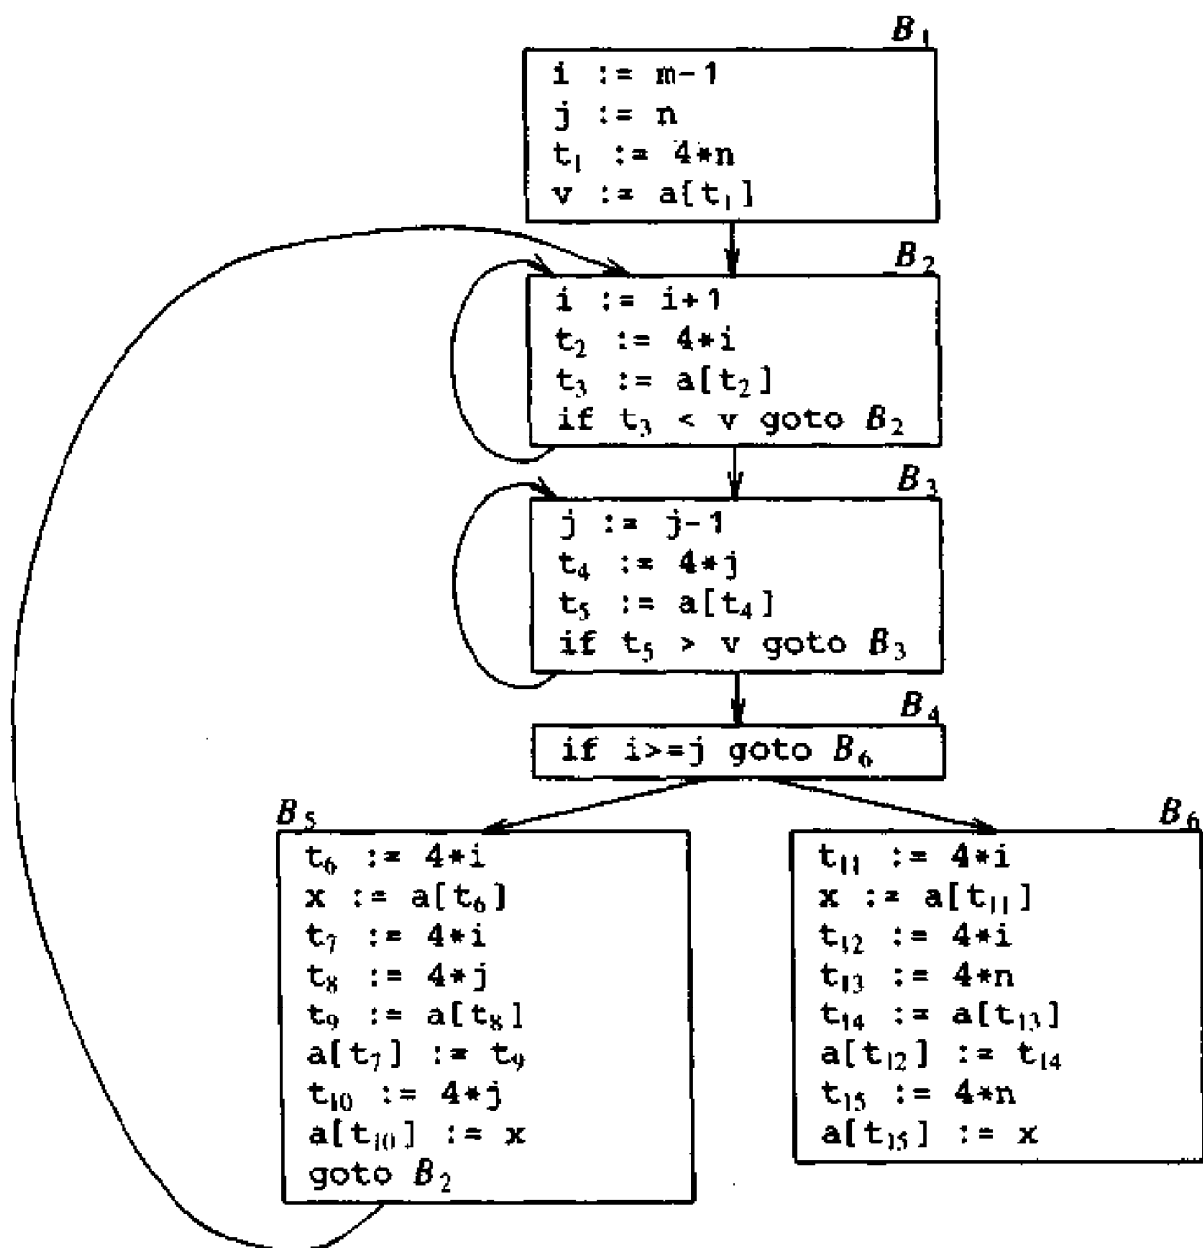 B₁
i := m-1
j := n
t₁ := 4*n
v := a[t₁]
B₂
i := i+1
t₂ := 4*i
t₃ := a[t₂]
if t₃ < v goto B₂
B₃
j := j-1
t₄ := 4*j
t₅ := a[t₄]
if t₅ > v goto B₃
B₄
if i>=j goto B₆
B₅
t₆ := 4*i
x := a[t₆]
t₇ := 4*i
t₈ := 4*j
t₉ := a[t₈]
a[t₇] := t₉
t₁₀ := 4*j
a[t₁₀] := x
goto B₂
B₆
t₁₁ := 4*i
x := a[t₁₁]
t₁₂ := 4*i
t₁₃ := 4*n
t₁₄ := a[t₁₃]
a[t₁₂] := t₁₄
t₁₅ := 4*n
a[t₁₅] := x